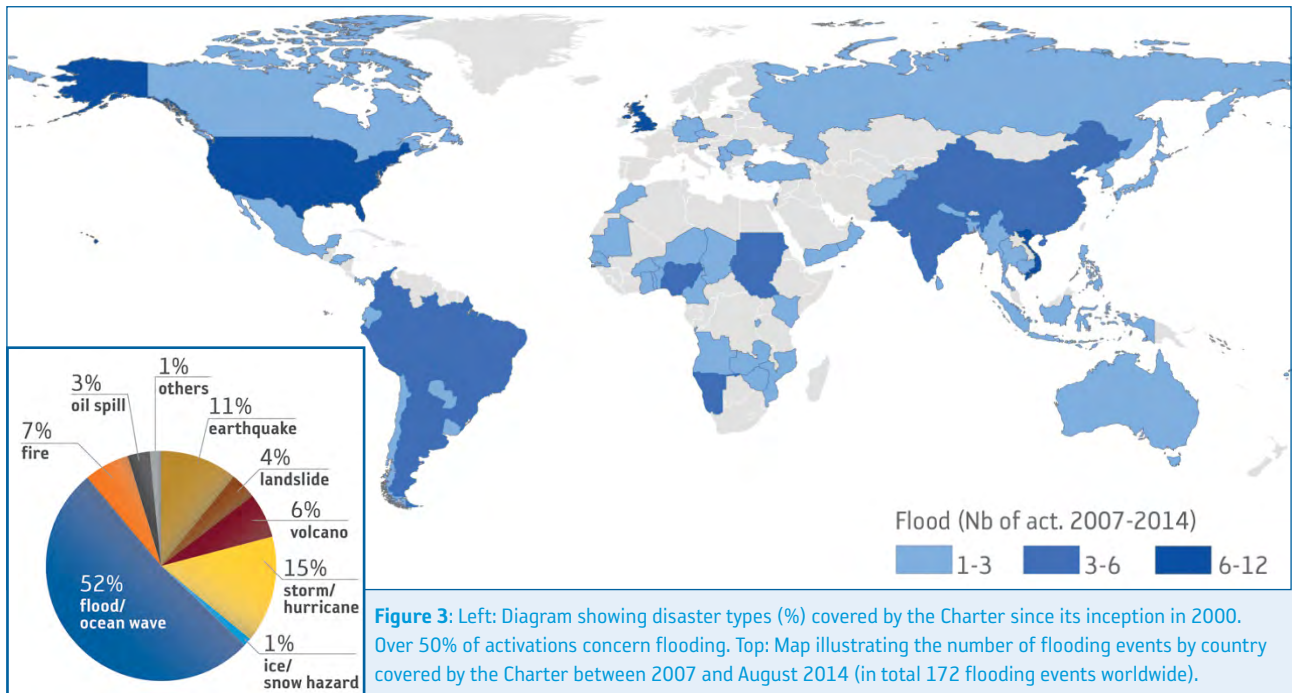 1%
others
3%
oil spill
11%
earthquake
7%
fire
4%
landslide
6%
volcano
15%
storm/
hurricane
52%
flood/
ocean wave
1%
ice/
snow hazard
Flood (Nb of act. 2007-2014)
1-3 3-6 6-12
Figure 3: Left: Diagram showing disaster types (%) covered by the Charter since its inception in 2000.
Over 50% of activations concern flooding. Top: Map illustrating the number of flooding events by country
covered by the Charter between 2007 and August 2014 (in total 172 flooding events worldwide).